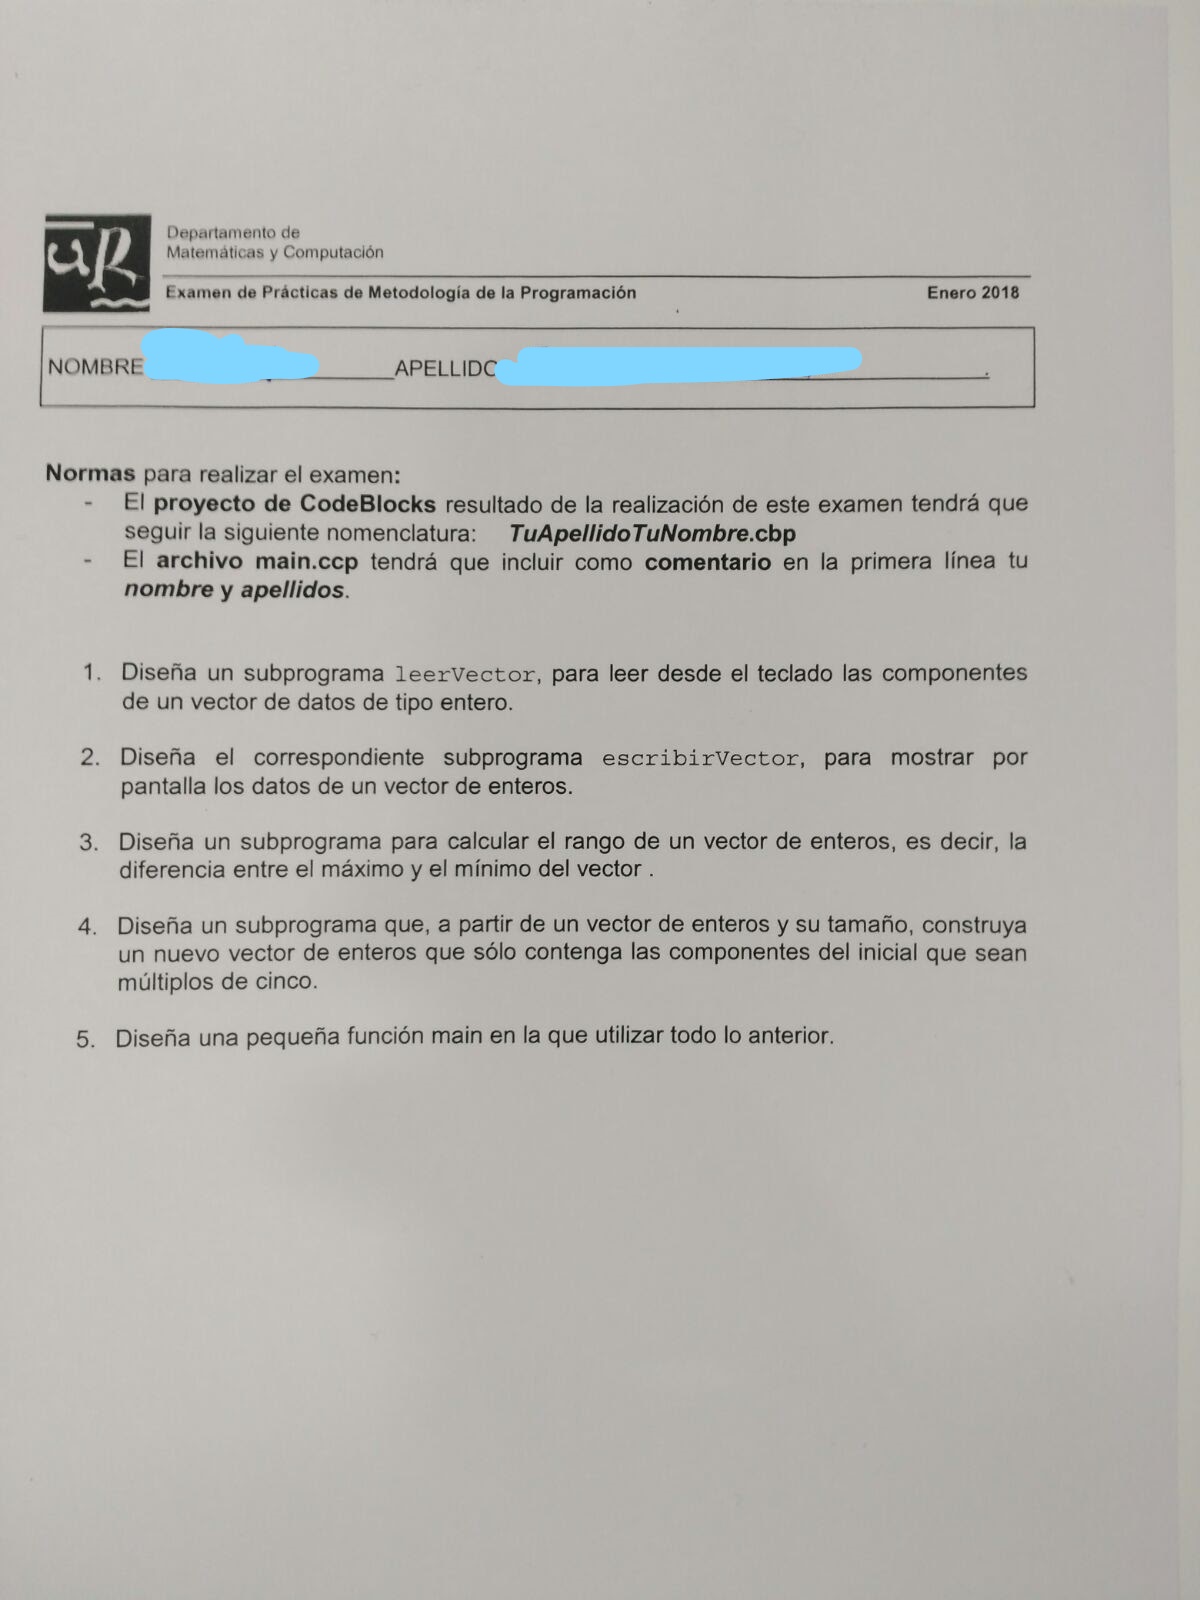 uR
Departamento de
Matemáticas y Computación
Examen de Prácticas de Metodología de la Programación Enero 2018
NOMBRE APELLIDO
Normas para realizar el examen:
- El proyecto de CodeBlocks resultado de la realización de este examen tendrá que
seguir la siguiente nomenclatura: TuApellidoTuNombre.cbp
- El archivo main.ccp tendrá que incluir como comentario en la primera línea tu
nombre y apellidos.
1. Diseña un subprograma leerVector, para leer desde el teclado las componentes
de un vector de datos de tipo entero.
2. Diseña el correspondiente subprograma escribirVector, para mostrar por
pantalla los datos de un vector de enteros.
3. Diseña un subprograma para calcular el rango de un vector de enteros, es decir, la
diferencia entre el máximo y el mínimo del vector .
4. Diseña un subprograma que, a partir de un vector de enteros y su tamaño, construya
un nuevo vector de enteros que sólo contenga las componentes del inicial que sean
múltiplos de cinco.
5. Diseña una pequeña función main en la que utilizar todo lo anterior.